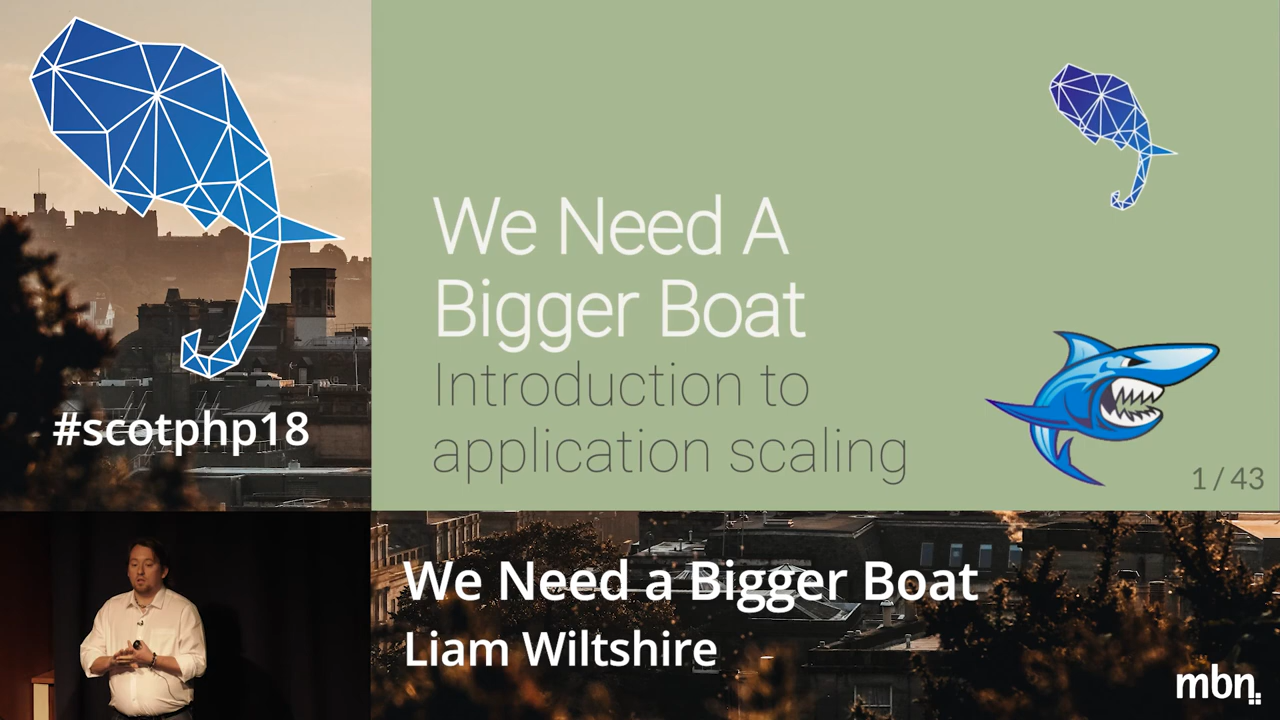 We Need A
Bigger Boat
Introduction to
application scaling
1 / 43
#scotphp18
We Need a Bigger Boat
Liam Wiltshire
mbn